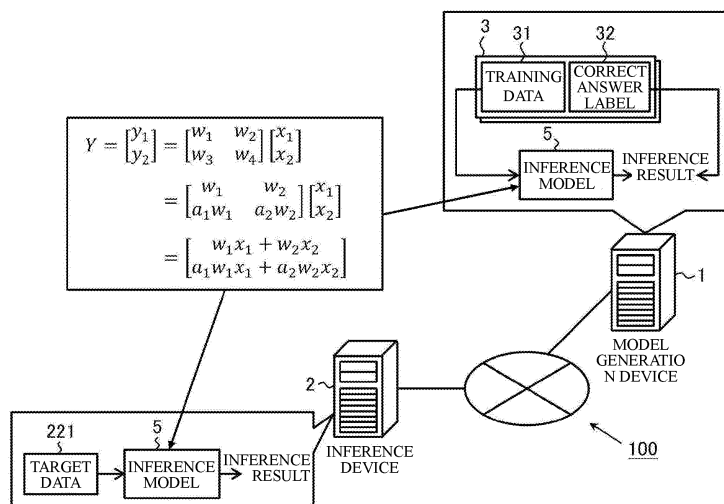 31
32
3
TRAINING
DATA
CORRECT
ANSWER
LABEL
5
INFERENCE
MODEL
INFERENCE
RESULT
Y = [y₁ y₂] = [w₁ w₂ w₃ w₄] [x₁ x₂]
= [w₁ w₂ a₁w₁ a₂w₂] [x₁ x₂]
= [w₁x₁ + w₂x₂ a₁w₁x₁ + a₂w₂x₂]
1
MODEL
GENERATIO
N DEVICE
2
INFERENCE
DEVICE
100
221
TARGET
DATA
5
INFERENCE
MODEL
INFERENCE
RESULT